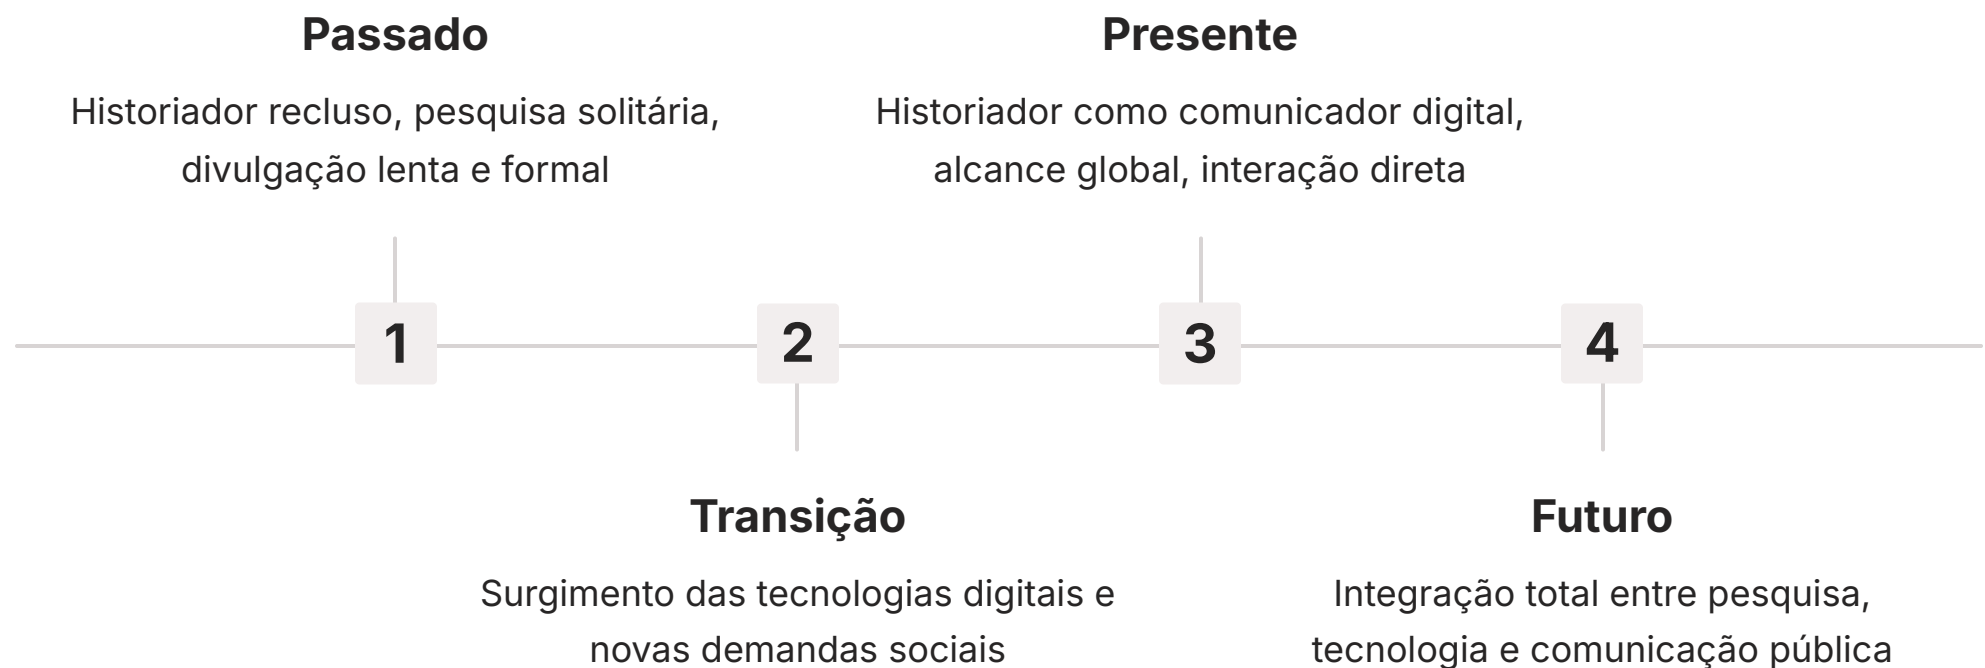 Passado
Historiador recluso, pesquisa solitária,
divulgação lenta e formal
Presente
Historiador como comunicador digital,
alcance global, interação direta
1
2
3
4
Transição
Surgimento das tecnologias digitais e
novas demandas sociais
Futuro
Integração total entre pesquisa,
tecnologia e comunicação pública